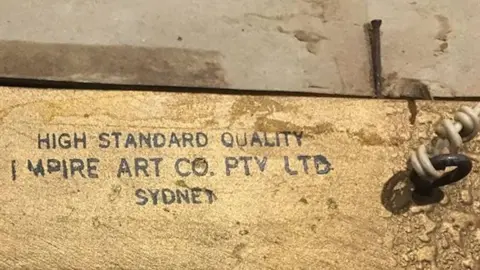 HIGH STANDARD QUALITY
IMPIRE ART CO. PTY LTD.
SYDNEY